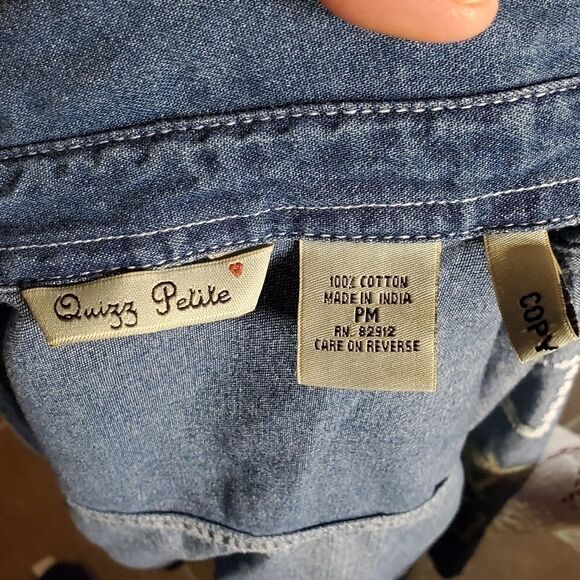 Quizz Petite
100% COTTON
MADE IN INDIA
PM
RN 82912
CARE ON REVERSE
COPY